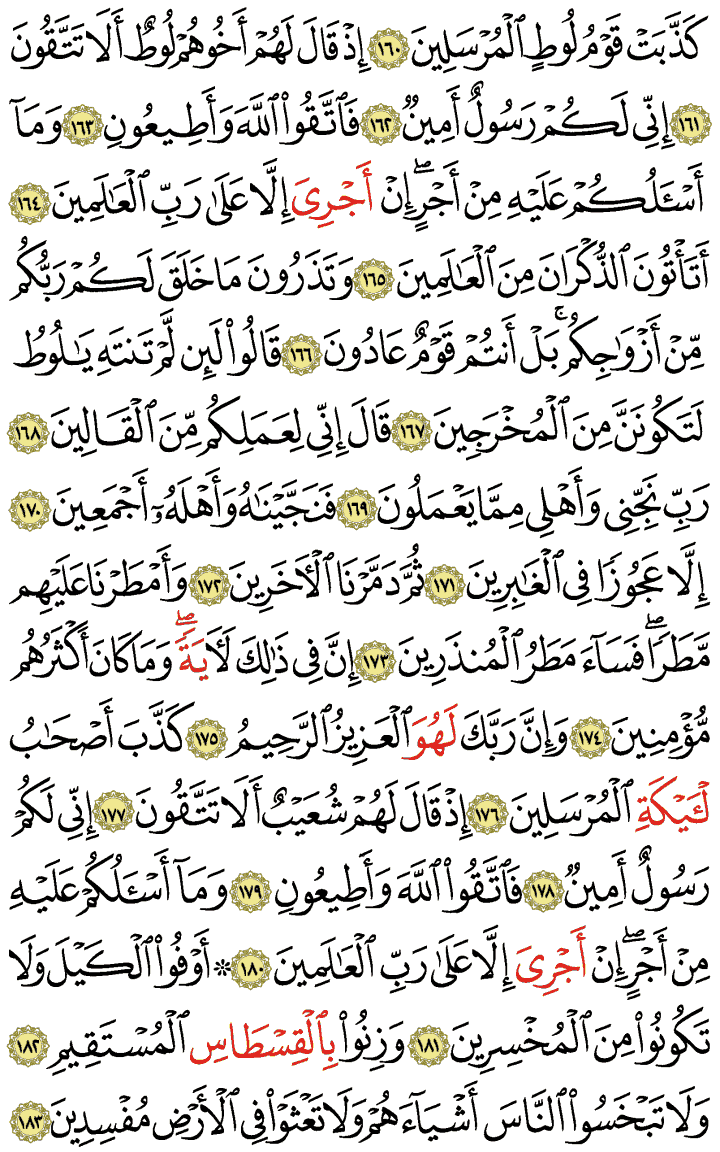 كَذَّبَتْ قَوْمُ لُوطٍ ٱلْمُرْسَلِينَ ١٦٠ إِذْ قَالَ لَهُمْ أَخُوهُمْ لُوطٌ أَلَا تَتَّقُونَ
١٦١ إِنِّي لَكُمْ رَسُولٌ أَمِينٌ ١٦٢ فَٱتَّقُوا۟ ٱللَّهَ وَأَطِيعُونِ ١٦٣ وَمَآ
أَسْـَٔلُكُمْ عَلَيْهِ مِنْ أَجْرٍ ۖ إِنْ أَجْرِىَ إِلَّا عَلَىٰ رَبِّ ٱلْعَـٰلَمِينَ ١٦٤
أَتَأْتُونَ ٱلذُّكْرَانَ مِنَ ٱلْعَـٰلَمِينَ ١٦٥ وَتَذَرُونَ مَا خَلَقَ لَكُمْ رَبُّكُم
مِّنْ أَزْوَٰجِكُم ۚ بَلْ أَنتُمْ قَوْمٌ عَادُونَ ١٦٦ قَالُوا۟ لَئِن لَّمْ تَنتَهِ يَـٰلُوطُ
لَتَكُونَنَّ مِنَ ٱلْمُخْرَجِينَ ١٦٧ قَالَ إِنِّي لِعَمَلِكُم مِّنَ ٱلْقَالِينَ ١٦٨
رَبِّ نَجِّنِي وَأَهْلِي مِمَّا يَعْمَلُونَ ١٦٩ فَنَجَّيْنَـٰهُ وَأَهْلَهُۥٓ أَجْمَعِينَ ١٧٠
إِلَّا عَجُوزًا فِي ٱلْغَـٰبِرِينَ ١٧١ ثُمَّ دَمَّرْنَا ٱلْـَٔاخَرِينَ ١٧٢ وَأَمْطَرْنَا عَلَيْهِم
مَّطَرًا ۖ فَسَآءَ مَطَرُ ٱلْمُنذَرِينَ ١٧٣ إِنَّ فِي ذَٰلِكَ لَـَٔايَةً ۖ وَمَا كَانَ أَكْثَرُهُم
مُّؤْمِنِينَ ١٧٤ وَإِنَّ رَبَّكَ لَهُوَ ٱلْعَزِيزُ ٱلرَّحِيمُ ١٧٥ كَذَّبَ أَصْحَـٰبُ
لْـَٔيْكَةِ ٱلْمُرْسَلِينَ ١٧٦ إِذْ قَالَ لَهُمْ شُعَيْبٌ أَلَا تَتَّقُونَ ١٧٧ إِنِّي لَكُمْ
رَسُولٌ أَمِينٌ ١٧٨ فَٱتَّقُوا۟ ٱللَّهَ وَأَطِيعُونِ ١٧٩ وَمَآ أَسْـَٔلُكُمْ عَلَيْهِ
مِنْ أَجْرٍ ۖ إِنْ أَجْرِىَ إِلَّا عَلَىٰ رَبِّ ٱلْعَـٰلَمِينَ ١٨٠ * أَوْفُوا۟ ٱلْكَيْلَ وَلَا
تَكُونُوا۟ مِنَ ٱلْمُخْسِرِينَ ١٨١ وَزِنُوا۟ بِٱلْقِسْطَاسِ ٱلْمُسْتَقِيمِ ١٨٢
وَلَا تَبْخَسُوا۟ ٱلنَّاسَ أَشْيَآءَهُمْ وَلَا تَعْثَوْا۟ فِي ٱلْأَرْضِ مُفْسِدِينَ ١٨٣